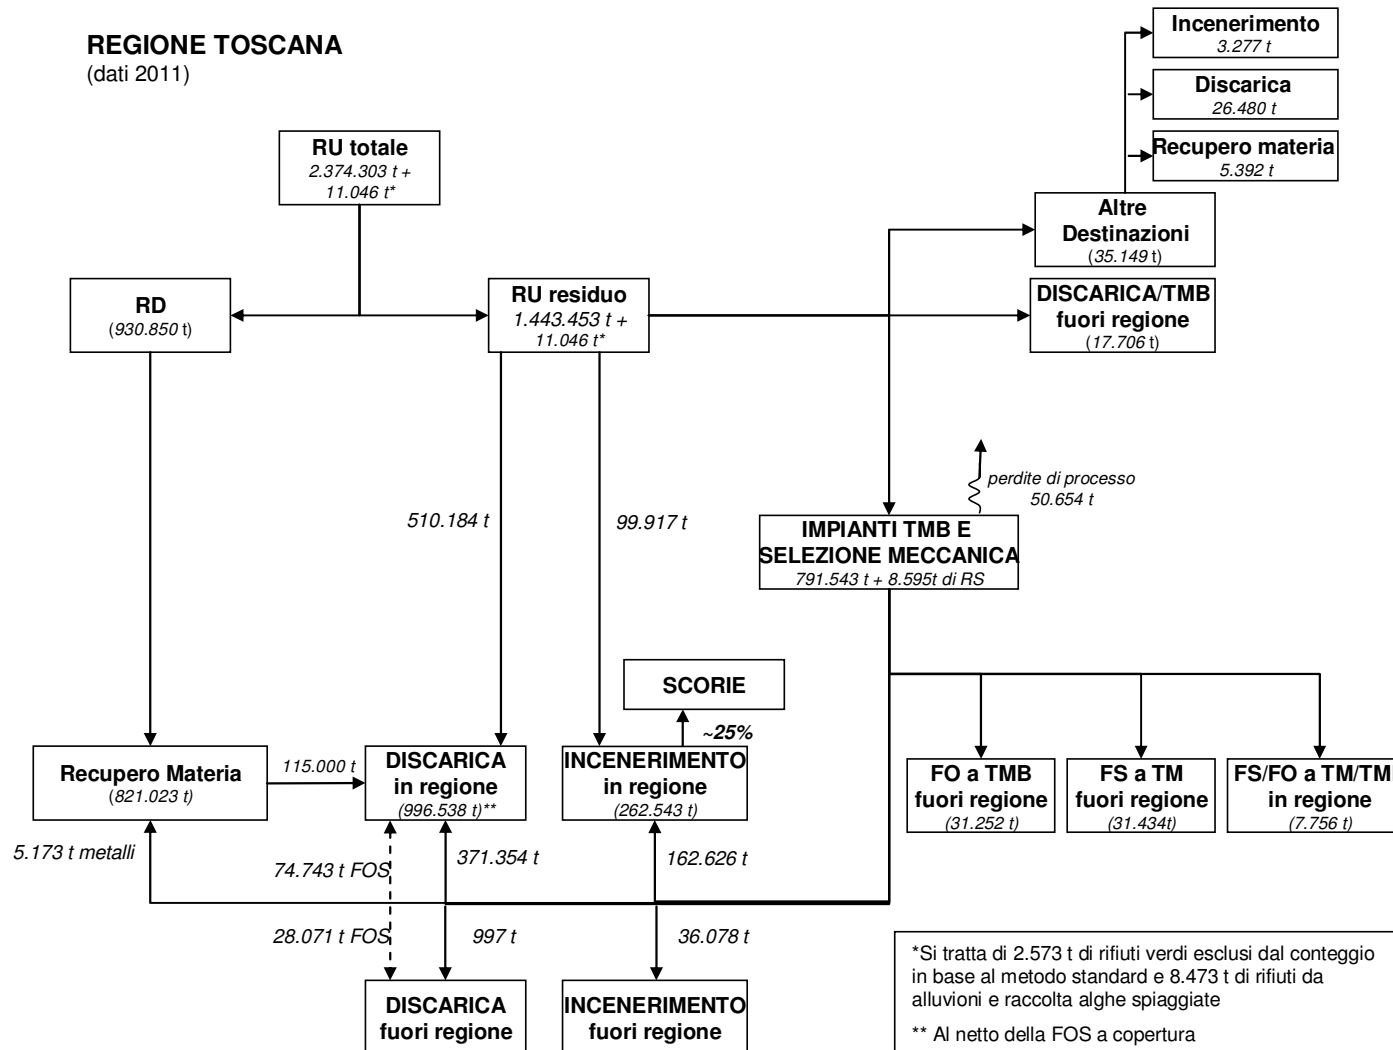 REGIONE TOSCANA
(dati 2011)
Incenerimento
3.277 t
Discarica
26.480 t
Recupero materia
5.392 t
RU totale
2.374.303 t +
11.046 t*
Altre
Destinazioni
(35.149 t)
RD
(930.850 t)
RU residuo
1.443.453 t +
11.046 t*
DISCARICA/TMB
fuori regione
(17.706 t)
perdite di processo
50.654 t
510.184 t
99.917 t
IMPIANTI TMB E
SELEZIONE MECCANICA
791.543 t + 8.595t di RS
SCORIE
~25%
Recupero Materia
(821.023 t)
115.000 t
DISCARICA
in regione
(996.538 t)**
INCENERIMENTO
in regione
(262.543 t)
FO a TMB
fuori regione
(31.252 t)
FS a TM
fuori regione
(31.434t)
FS/FO a TM/TM
in regione
(7.756 t)
5.173 t metalli
74.743 t FOS
371.354 t
162.626 t
28.071 t FOS
997 t
36.078 t
DISCARICA
fuori regione
INCENERIMENTO
fuori regione
*Si tratta di 2.573 t di rifiuti verdi esclusi dal conteggio
in base al metodo standard e 8.473 t di rifiuti da
alluvioni e raccolta alghe spiaggiate
** Al netto della FOS a copertura